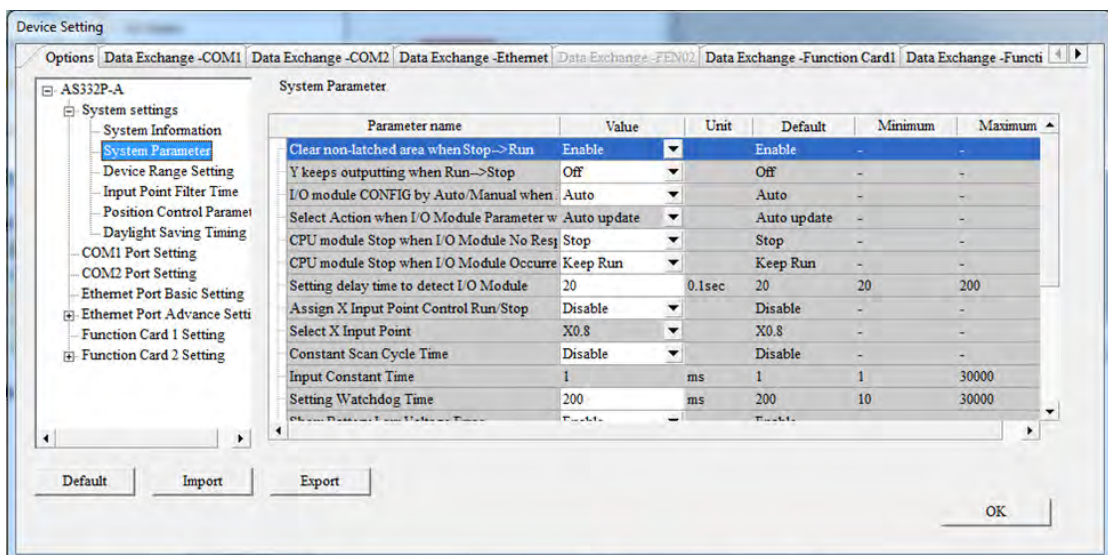 Device Setting
Options Data Exchange -COM1 Data Exchange -COM2 Data Exchange -Ethernet Data Exchange -FEN02 Data Exchange -Function Card1 Data Exchange -Functi
AS332P-A
System settings
System Information
System Parameter
Device Range Setting
Input Point Filter Time
Position Control Paramet
Daylight Saving Timing
COM1 Port Setting
COM2 Port Setting
Ethernet Port Basic Setting
Ethernet Port Advance Setti
Function Card 1 Setting
Function Card 2 Setting
System Parameter
Parameter name Value Unit Default Minimum Maximum
Clear non-latched area when Stop-->Run Enable Enable - -
Y keeps outputting when Run-->Stop Off Off - -
I/O module CONFIG by Auto/Manual when Auto Auto - -
Select Action when I/O Module Parameter w Auto update Auto update - -
CPU module Stop when I/O Module No Resp Stop Stop - -
CPU module Stop when I/O Module Occurre Keep Run Keep Run - -
Setting delay time to detect I/O Module 20 0.1sec 20 20 200
Assign X Input Point Control Run/Stop Disable Disable - -
Select X Input Point X0.8 X0.8 - -
Constant Scan Cycle Time Disable Disable - -
Input Constant Time 1 ms 1 1 30000
Setting Watchdog Time 200 ms 200 10 30000
Default Import Export
OK